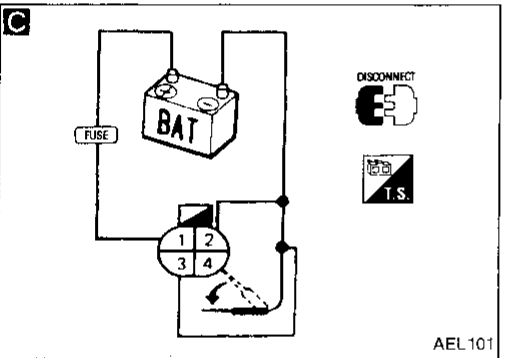 C
DISCONNECT
BAT
FUSE
T.S.
1 2
3 4
AEL101